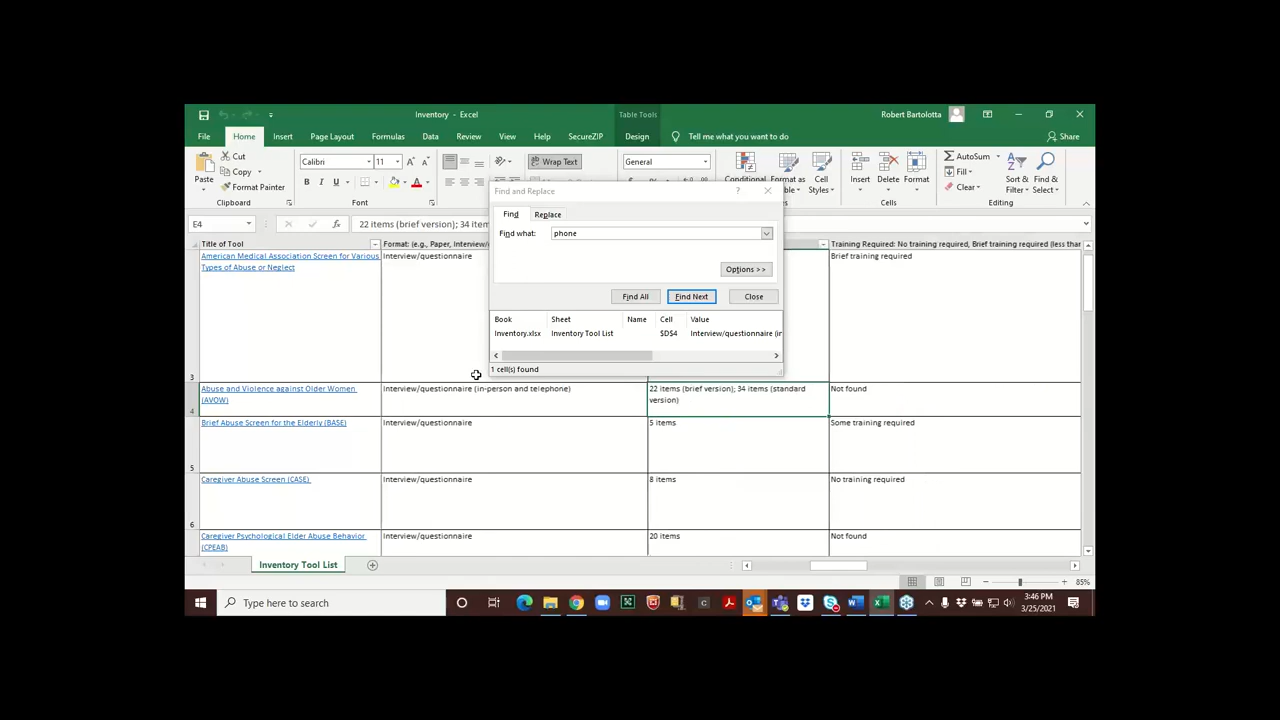 Inventory - Excel
Table Tools
Robert Bartolotta
File
Home
Insert
Page Layout
Formulas
Data
Review
View
Help
SecureZIP
Design
Tell me what you want to do
Share
Paste
Cut
Copy
Format Painter
Clipboard
Calibri
11
Font
Wrap Text
General
Conditional
Format as
Cell
Styles
Insert
Delete
Format
Cells
AutoSum
Fill
Clear
Sort &
Filter
Find &
Select
Editing
Find and Replace
Find
Replace
Find what:
phone
Options >>
Find All
Find Next
Close
Book
Sheet
Name
Cell
Value
Inventory.xlsx
Inventory Tool List
$D$4
Interview/questionnaire (in
1 cell(s) found
E4
22 items (brief version); 34 item
Title of Tool
Format: (e.g., Paper, Interview/
Training Required: No training required, Brief training required (less than
American Medical Association Screen for Various
Types of Abuse or Neglect
Interview/questionnaire
Brief training required
3
Abuse and Violence against Older Women
(AVOW)
Interview/questionnaire (in-person and telephone)
22 items (brief version); 34 items (standard
version)
Not found
4
Brief Abuse Screen for the Elderly (BASE)
Interview/questionnaire
5 items
Some training required
5
Caregiver Abuse Screen (CASE)
Interview/questionnaire
8 items
No training required
6
Caregiver Psychological Elder Abuse Behavior
(CPEAB)
Interview/questionnaire
20 items
Not found
Inventory Tool List
85%
Type here to search
3:46 PM
3/25/2021